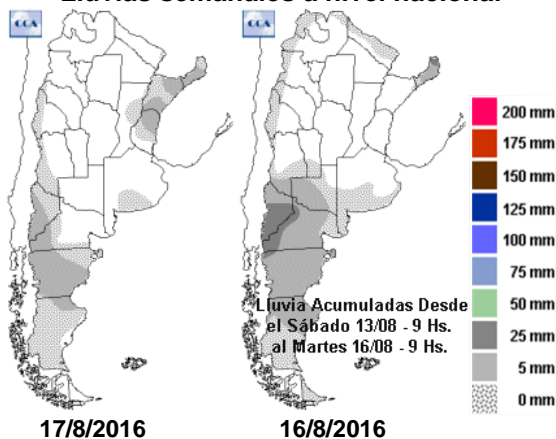 Lluvias semanales a nivel nacional
CCA
CCA
200 mm
175 mm
150 mm
125 mm
100 mm
75 mm
50 mm
25 mm
5 mm
0 mm
Lluvia Acumuladas Desde
el Sábado 13/08 - 9 Hs.
al Martes 16/08 - 9 Hs.
17/8/2016
16/8/2016